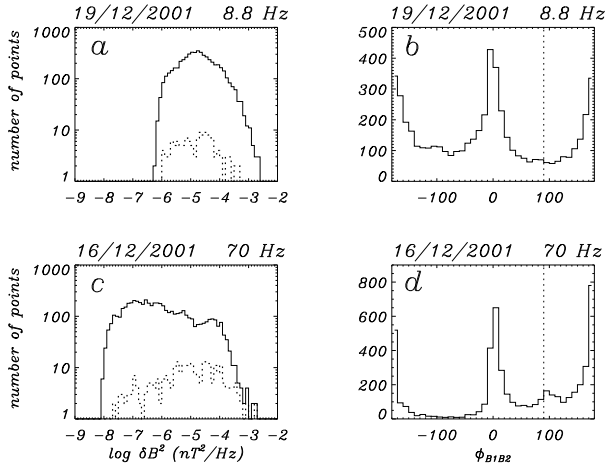 19/12/2001 8.8 Hz
19/12/2001 8.8 Hz
number of points
1000
100
10
1
a
-9 -8 -7 -6 -5 -4 -3 -2
500
400
300
200
100
0
b
-100 0 100
16/12/2001 70 Hz
16/12/2001 70 Hz
number of points
1000
100
10
1
c
-9 -8 -7 -6 -5 -4 -3 -2
log δB² (nT²/Hz)
800
600
400
200
0
d
-100 0 100
ϕB1B2